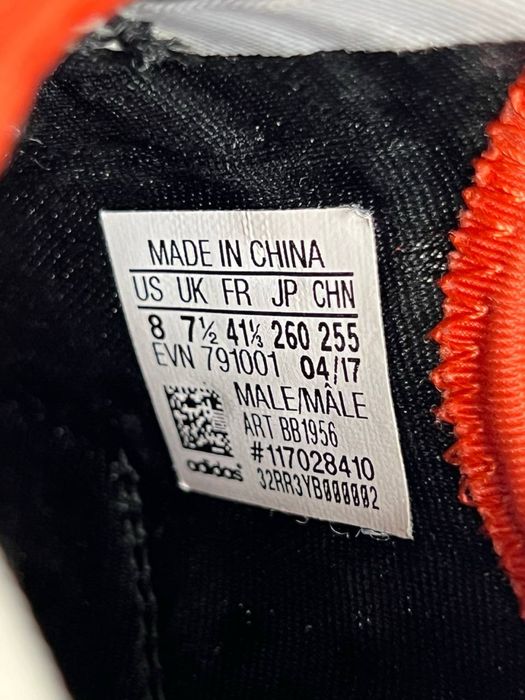 MADE IN CHINA
US UK FR JP CHN
8 7½ 41⅓ 260 255
EVN 791001 04/17
MALE/MÂLE
ART BB1956
#117028410
adidas
32RR3YB000002